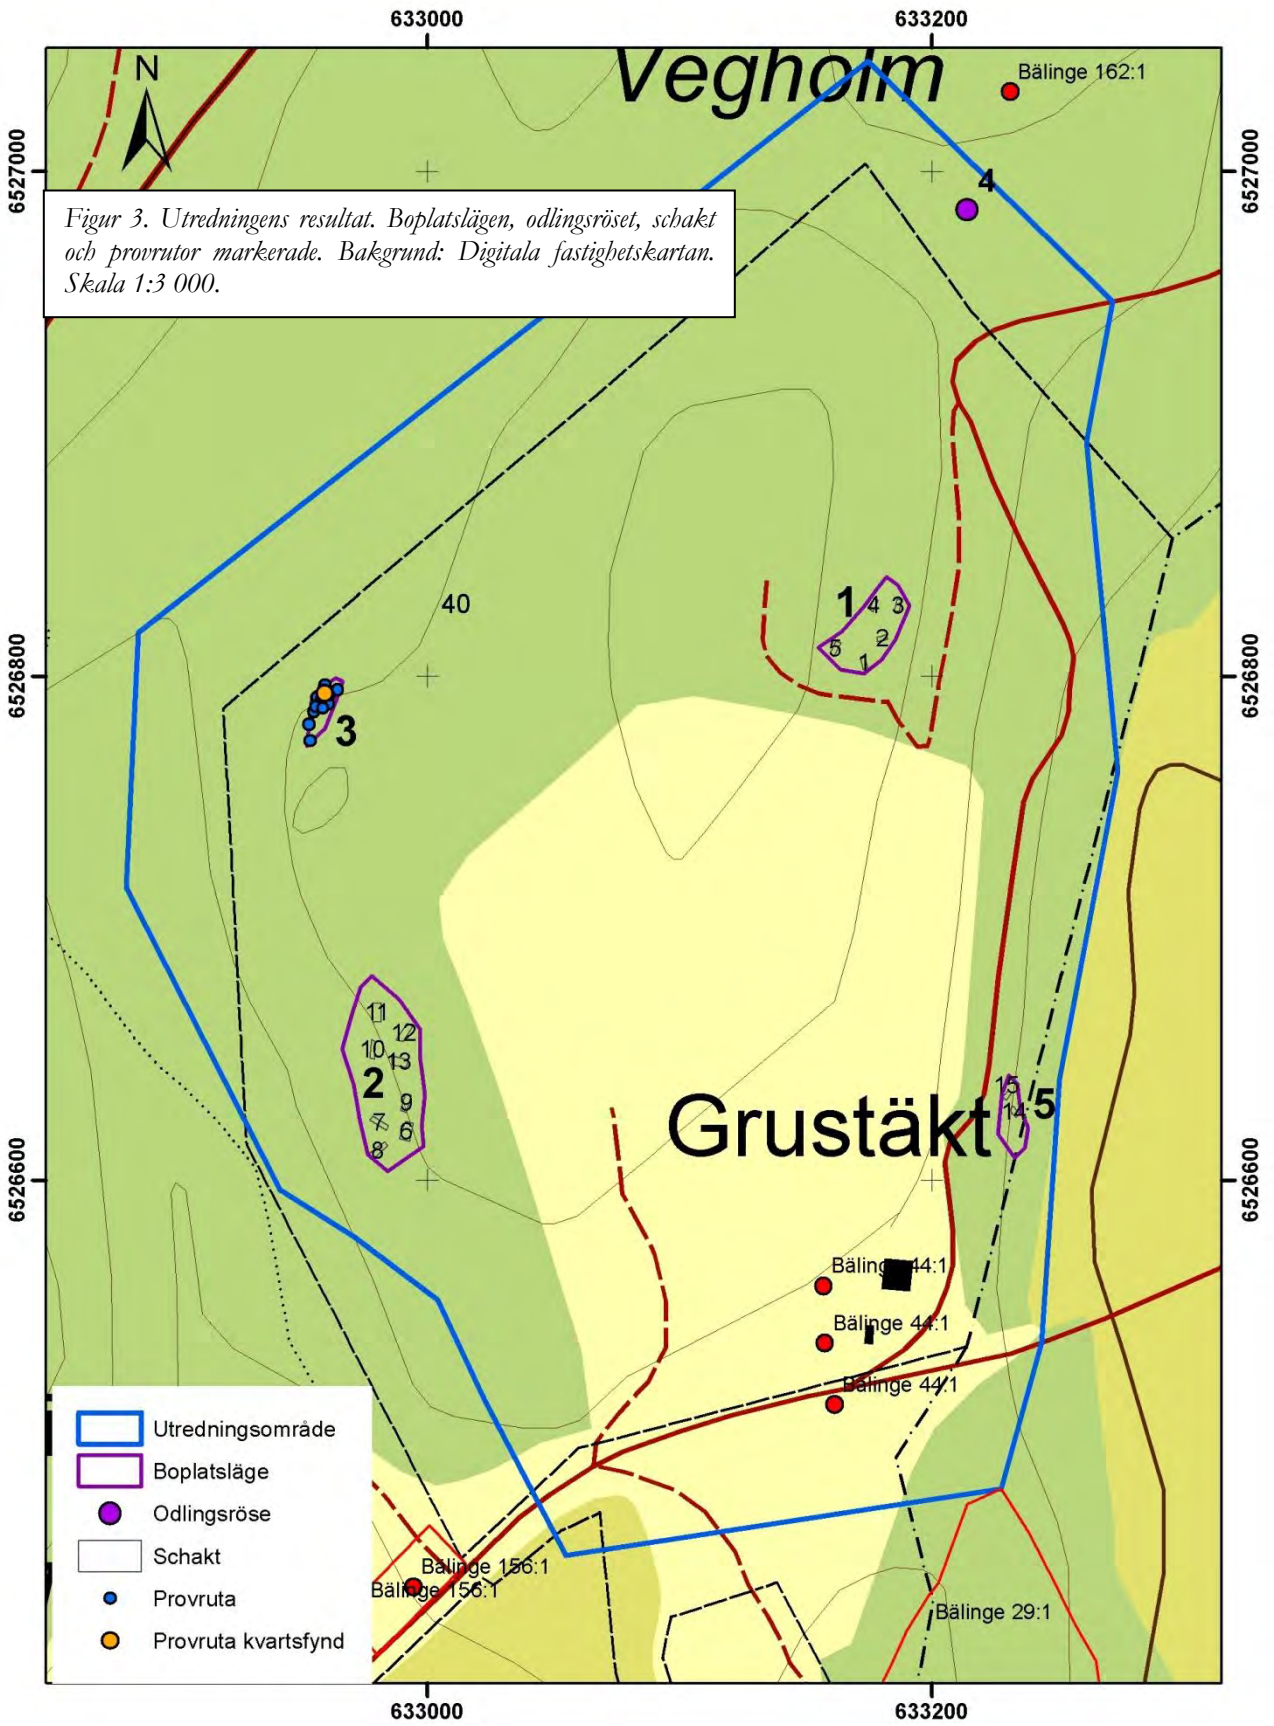 633000
633200
Vegholm
Bälinge 162:1
N
6527000
6527000
4
Figur 3. Utredningens resultat. Boplatslägen, odlingsröset, schakt
och provrutor markerade. Bakgrund: Digitala fastighetskartan.
Skala 1:3 000.
40
1
4
3
2
5
1
6526800
6526800
3
11
12
10
13
2
9
7
6
8
15
14
5
Grustäkt
6526600
6526600
Bälinge 44:1
Bälinge 44:1
Bälinge 44:1
Utredningsområde
Boplatsläge
Odlingsröse
Schakt
Provruta
Provruta kvartsfynd
Bälinge 156:1
Bälinge 156:1
Bälinge 29:1
633000
633200